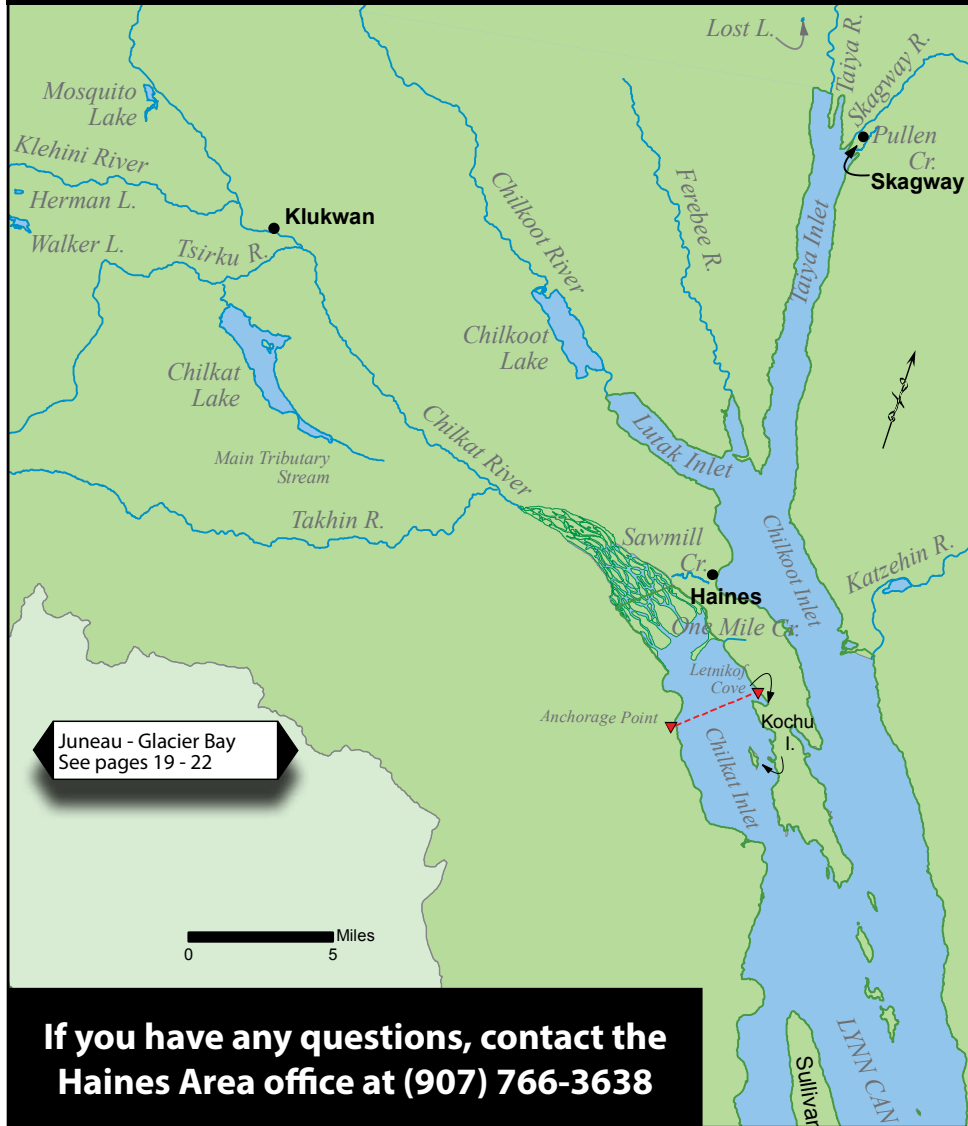 Lost L.
Taiya R.
Skagway R.
Mosquito
Lake
Pullen
Cr.
Skagway
Klehini River
Herman L.
Klukwan
Walker L.
Tsirku R.
Chilkoot River
Ferebee R.
Taiya Inlet
Chilkoot
Lake
Chilkat
Lake
Chilkat River
Lutak Inlet
Main Tributary
Stream
Takhin R.
Sawmill
Cr.
Chilkoot Inlet
Katzehin R.
Haines
One Mile Cr.
Letnikof
Cove
Anchorage Point
Kochu
I.
Chilkat Inlet
Juneau - Glacier Bay
See pages 19 - 22
Miles
0 5
LYNN CAN
Sullivan
If you have any questions, contact the
Haines Area office at (907) 766-3638